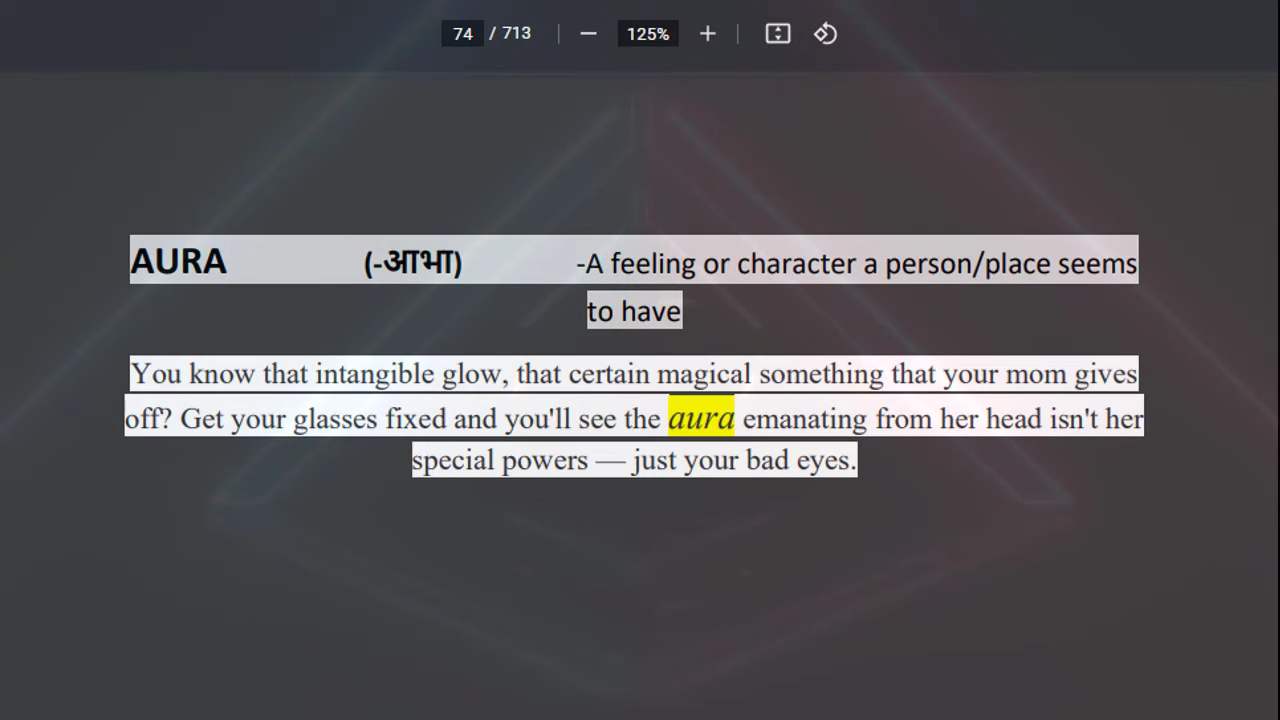 74 / 713 125%
AURA (-आभा) -A feeling or character a person/place seems
to have
You know that intangible glow, that certain magical something that your mom gives
off? Get your glasses fixed and you'll see the aura emanating from her head isn't her
special powers — just your bad eyes.